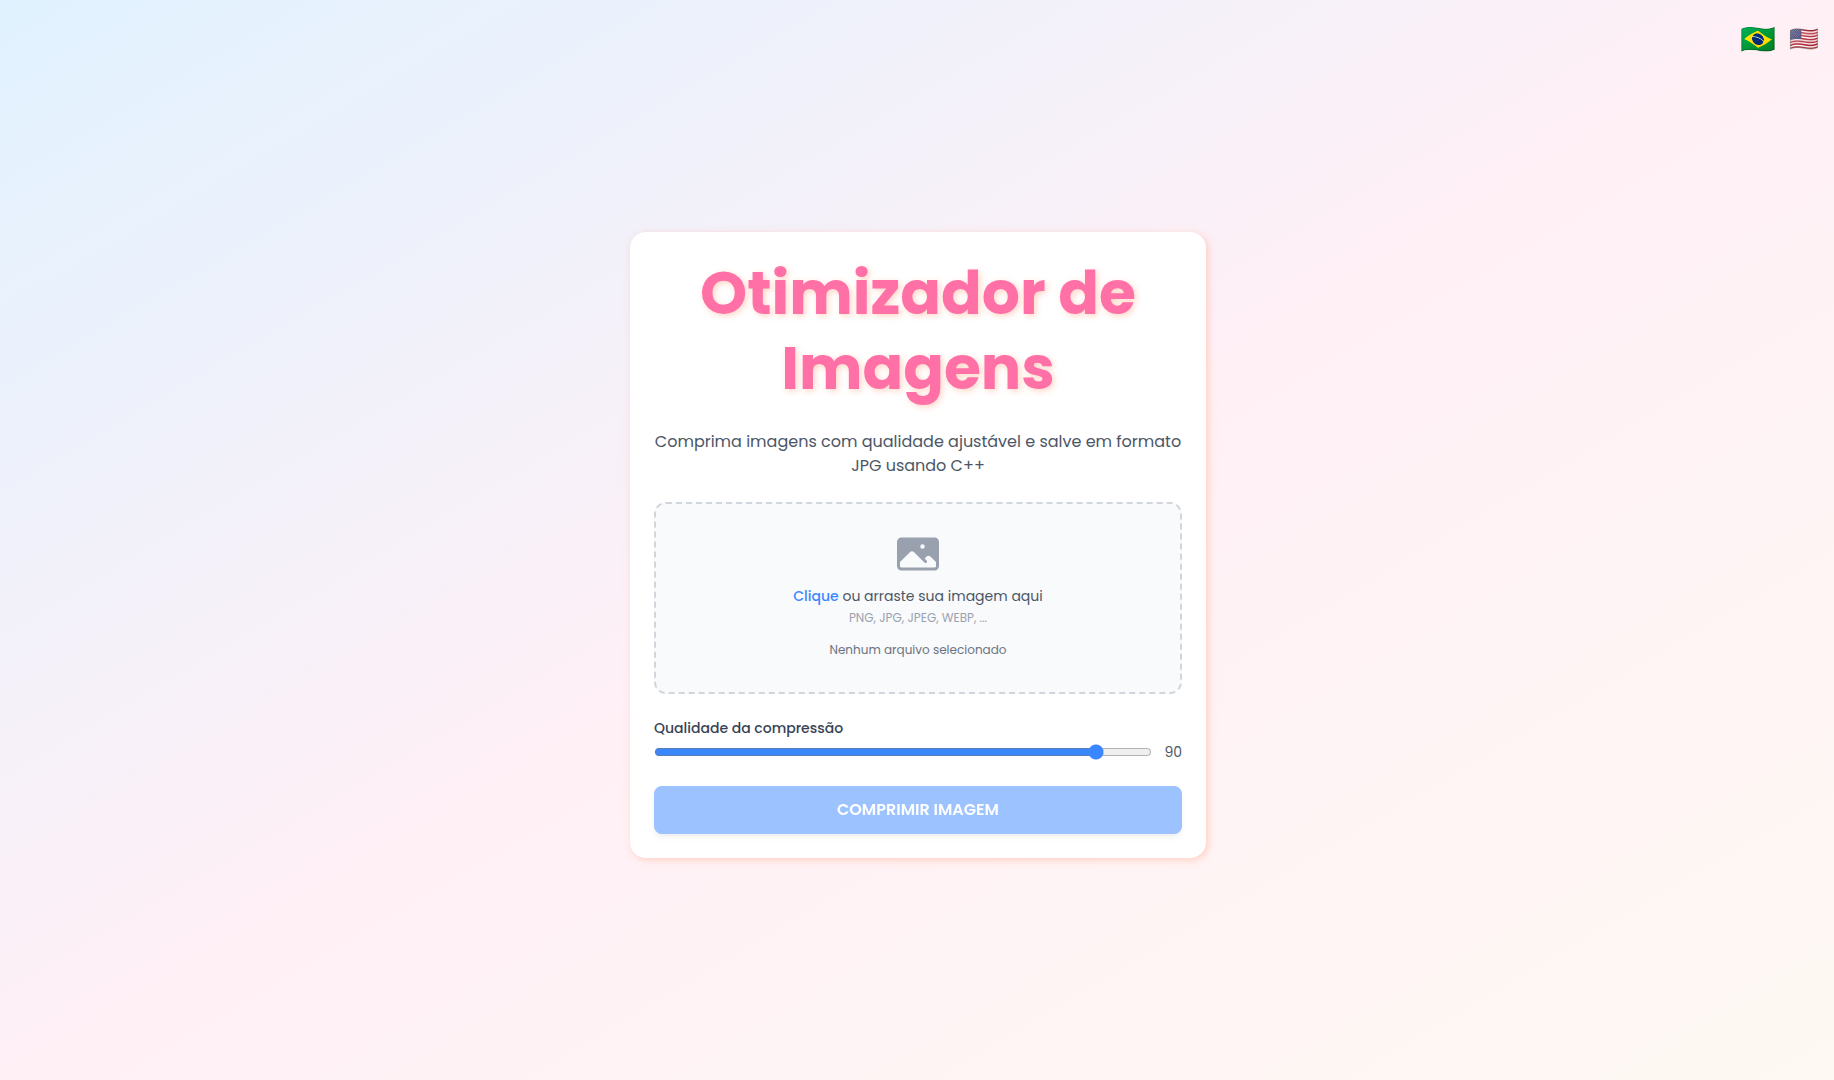 Otimizador de
Imagens
Comprima imagens com qualidade ajustável e salve em formato
JPG usando C++
Clique ou arraste sua imagem aqui
PNG, JPG, JPEG, WEBP, ...
Nenhum arquivo selecionado
Qualidade da compressão
90
COMPRIMIR IMAGEM